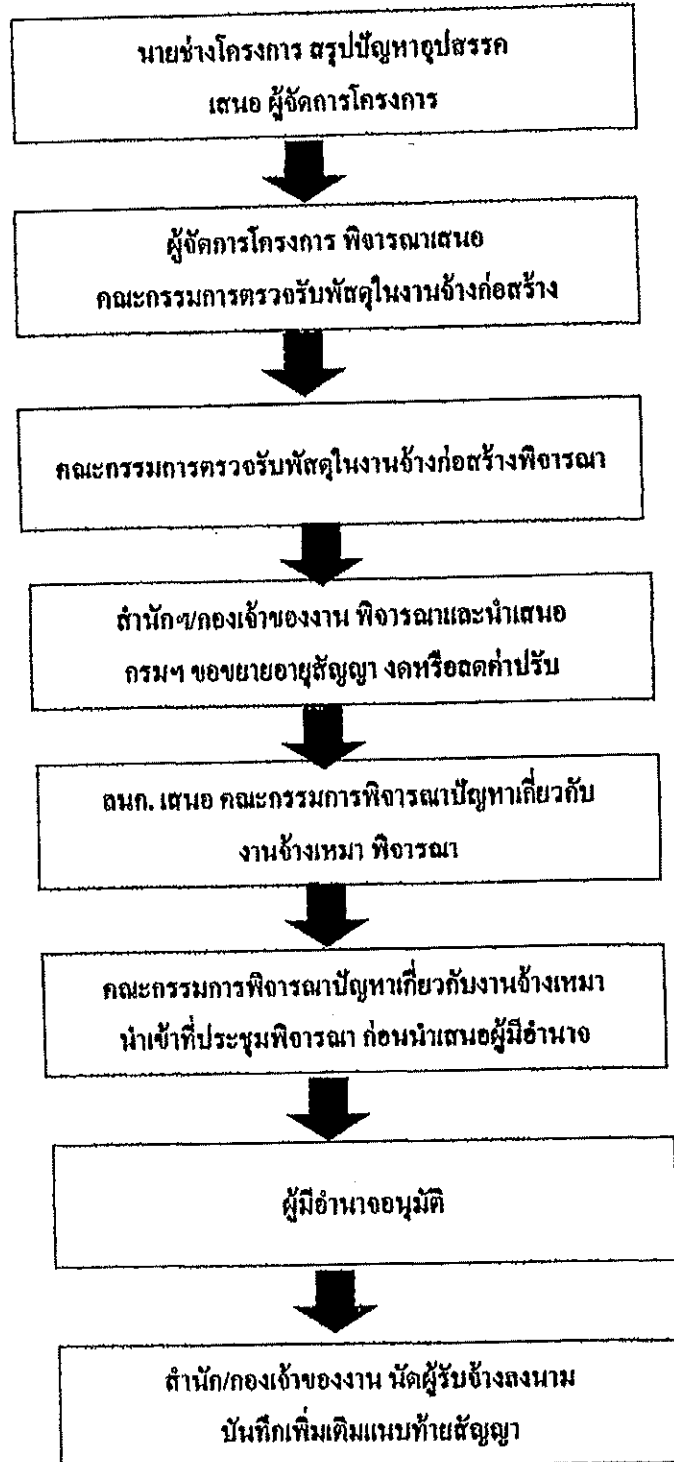 นายช่างโครงการ สรุปปัญหาอุปสรรค
เสนอ ผู้จัดการโครงการ
ผู้จัดการโครงการ พิจารณาเสนอ
คณะกรรมการตรวจรับพัสดุในงานจ้างก่อสร้าง
คณะกรรมการตรวจรับพัสดุในงานจ้างก่อสร้างพิจารณา
สำนักฯ/กองเจ้าของงาน พิจารณาและนำเสนอ
กรมฯ ขอขยายอายุสัญญา งดหรือลดค่าปรับ
ลนก. เสนอ คณะกรรมการพิจารณาปัญหาเกี่ยวกับ
งานจ้างเหมา พิจารณา
คณะกรรมการพิจารณาปัญหาเกี่ยวกับงานจ้างเหมา
นำเข้าที่ประชุมพิจารณา ก่อนนำเสนอผู้มีอำนาจ
ผู้มีอำนาจอนุมัติ
สำนัก/กองเจ้าของงาน นัดผู้รับจ้างลงนาม
บันทึกเพิ่มเติมแนบท้ายสัญญา